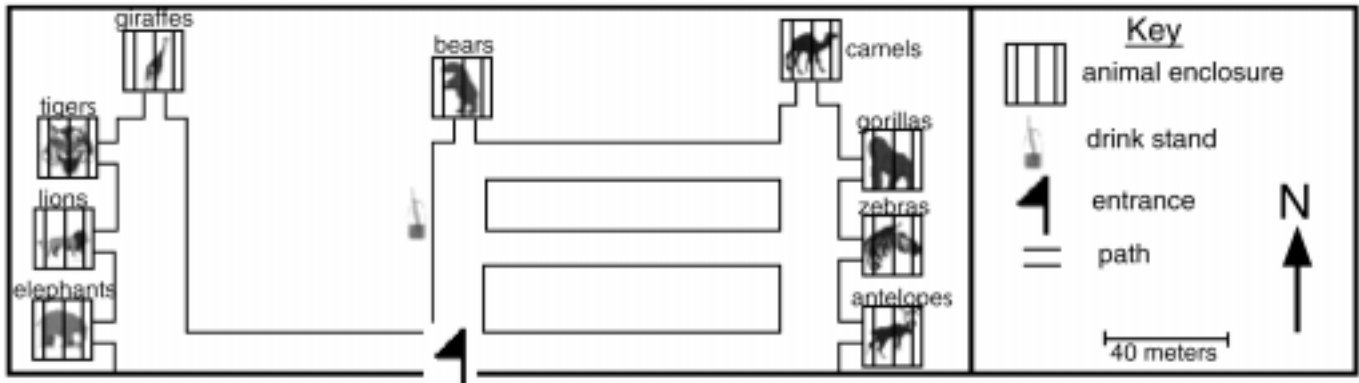 giraffes
bears
camels
tigers
gorillas
lions
zebras
elephants
antelopes
Key
animal enclosure
drink stand
entrance
path
N
40 meters